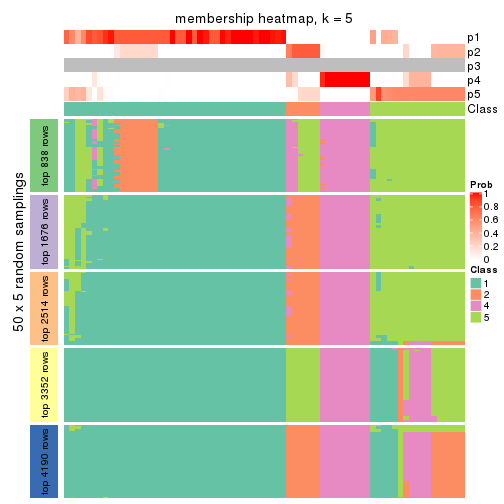 membership heatmap, k = 5
p1
p2
p3
p4
p5
Class
50 x 5 random samplings
top 838 rows
top 1676 rows
top 2514 rows
top 3352 rows
top 4190 rows
Prob
1
0.8
0.6
0.4
0.2
0
Class
1
2
4
5